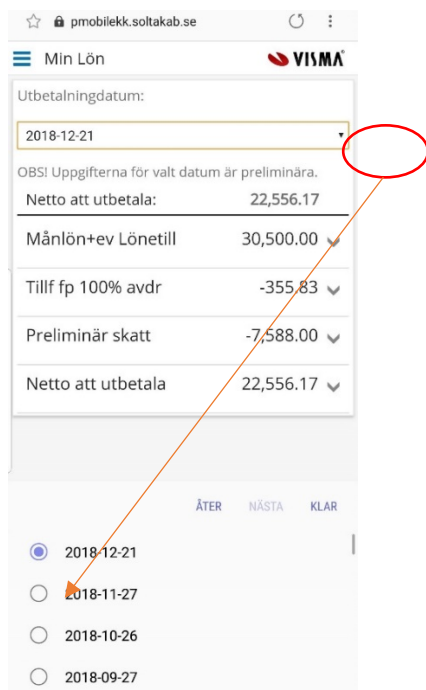 pmobilekk.soltakab.se
Min Lön VISMA
Utbetalningdatum:
2018-12-21
OBS! Uppgifterna för valt datum är preliminära.
Netto att utbetala: 22,556.17
Månlön+ev Lönetill 30,500.00
Tillf fp 100% avdr -355.83
Preliminär skatt -7,588.00
Netto att utbetala 22,556.17
ÅTER NÄSTA KLAR
2018-12-21
2018-11-27
2018-10-26
2018-09-27